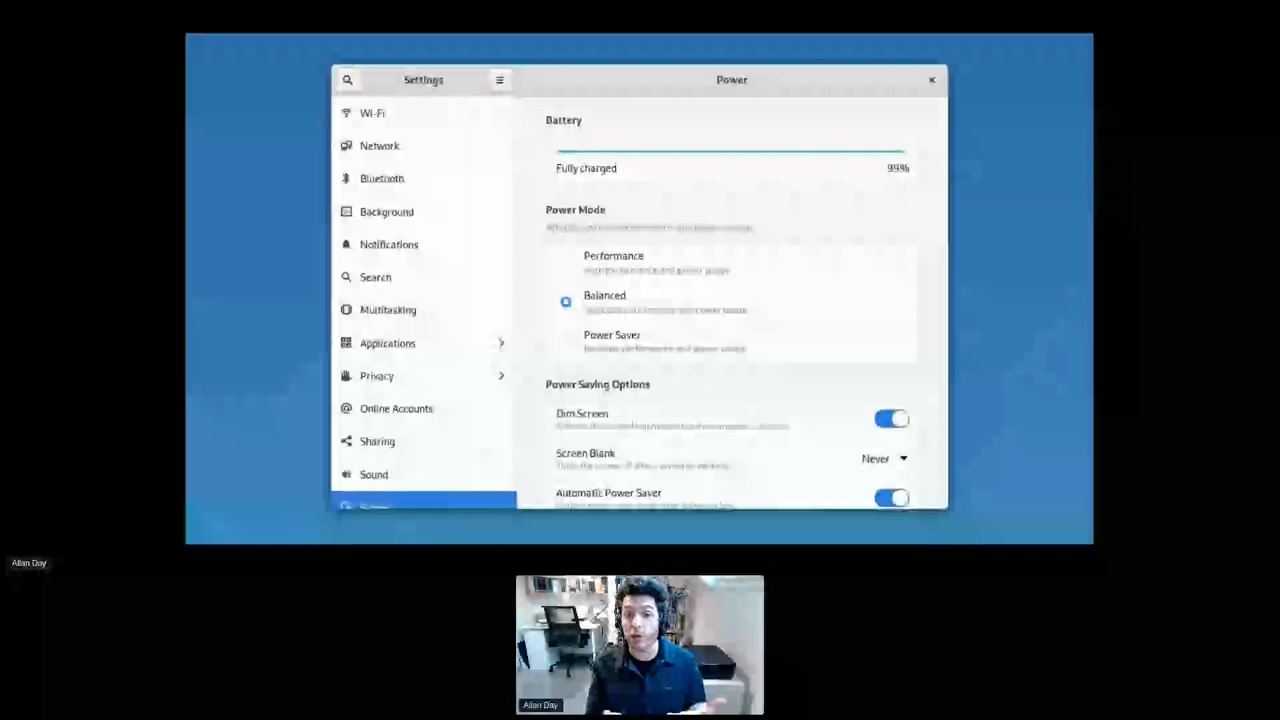 Settings
Power
Wi-Fi
Network
Bluetooth
Background
Notifications
Search
Multitasking
Applications
Privacy
Online Accounts
Sharing
Sound
Battery
Fully charged
99%
Power Mode
Performance
Balanced
Power Saver
Power Saving Options
Dim Screen
Screen Blank
Never
Automatic Power Saver
Allan Day
Allan Day